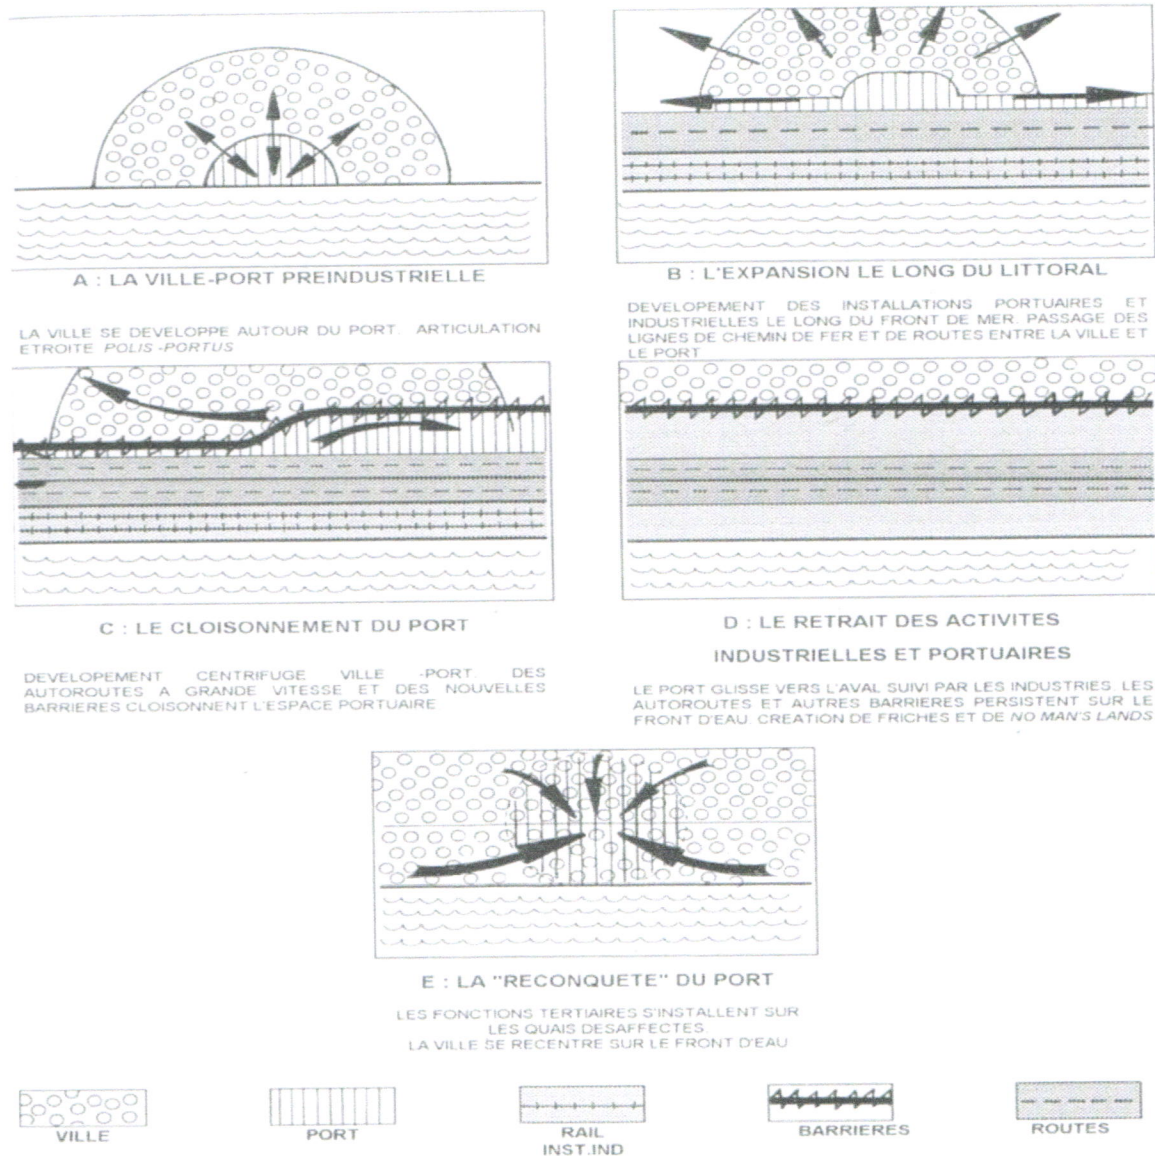 A : LA VILLE-PORT PREINDUSTRIELLE
LA VILLE SE DEVELOPPE AUTOUR DU PORT. ARTICULATION
ETROITE POLIS -PORTUS
B : L'EXPANSION LE LONG DU LITTORAL
DEVELOPEMENT DES INSTALLATIONS PORTUAIRES ET
INDUSTRIELLES LE LONG DU FRONT DE MER. PASSAGE DES
LIGNES DE CHEMIN DE FER ET DE ROUTES ENTRE LA VILLE ET
LE PORT
C : LE CLOISONNEMENT DU PORT
DEVELOPEMENT CENTRIFUGE VILLE -PORT. DES
AUTOROUTES A GRANDE VITESSE ET DES NOUVELLES
BARRIERES CLOISONNENT L'ESPACE PORTUAIRE
D : LE RETRAIT DES ACTIVITES
INDUSTRIELLES ET PORTUAIRES
LE PORT GLISSE VERS L'AVAL SUIVI PAR LES INDUSTRIES. LES
AUTOROUTES ET AUTRES BARRIERES PERSISTENT SUR LE
FRONT D'EAU. CREATION DE FRICHES ET DE NO MAN'S LANDS
E : LA "RECONQUETE" DU PORT
LES FONCTIONS TERTIAIRES S'INSTALLENT SUR
LES QUAIS DESAFFECTES
LA VILLE SE RECENTRE SUR LE FRONT D'EAU
VILLE
PORT
RAIL
INST.IND
BARRIERES
ROUTES